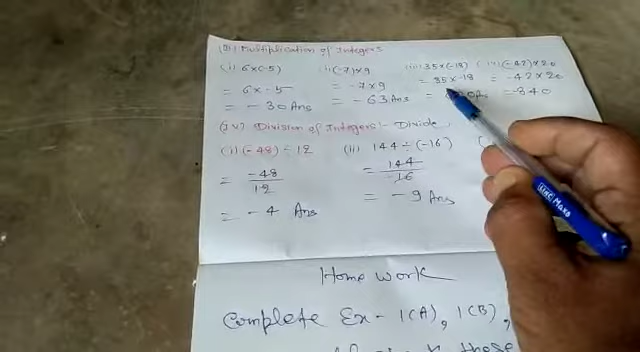 (III) Multiplication of Integers
(i) 6×(-5) (ii) (-7)×9 (iii) 35×(-18) (iv) (-42)×20
= 6×-5 = -7×9 = 35×-18 = -42×20
= -30 Ans = -63 Ans = = -840
(IV) Division of Integers:- Divide:
(i) (-48) ÷ 12 (ii) 144 ÷ (-16) (
= -48/12 = 144/-16
= -4 Ans = -9 Ans
Home work
Complete Ex-1(A), 1(B),
these